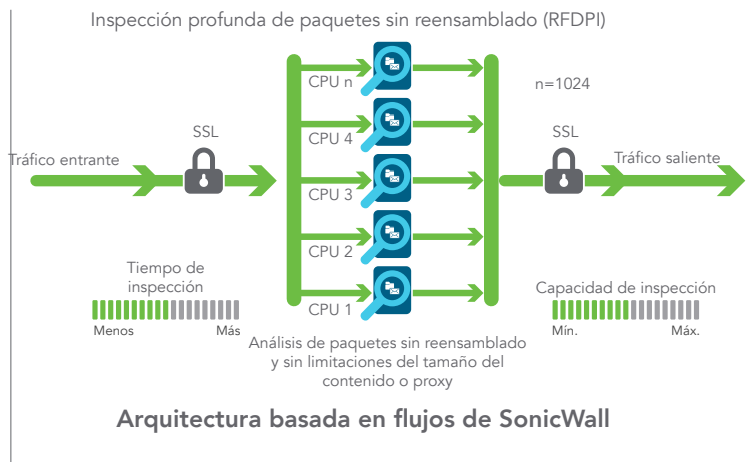 Inspección profunda de paquetes sin reensamblado (RFDPI)
CPU n
n=1024
CPU 4
SSL
SSL
Tráfico entrante
Tráfico saliente
CPU 3
CPU 2
Tiempo de
inspección
Menos
Más
CPU 1
Capacidad de inspección
Mín.
Máx.
Análisis de paquetes sin reensamblado
y sin limitaciones del tamaño del
contenido o proxy
Arquitectura basada en flujos de SonicWall